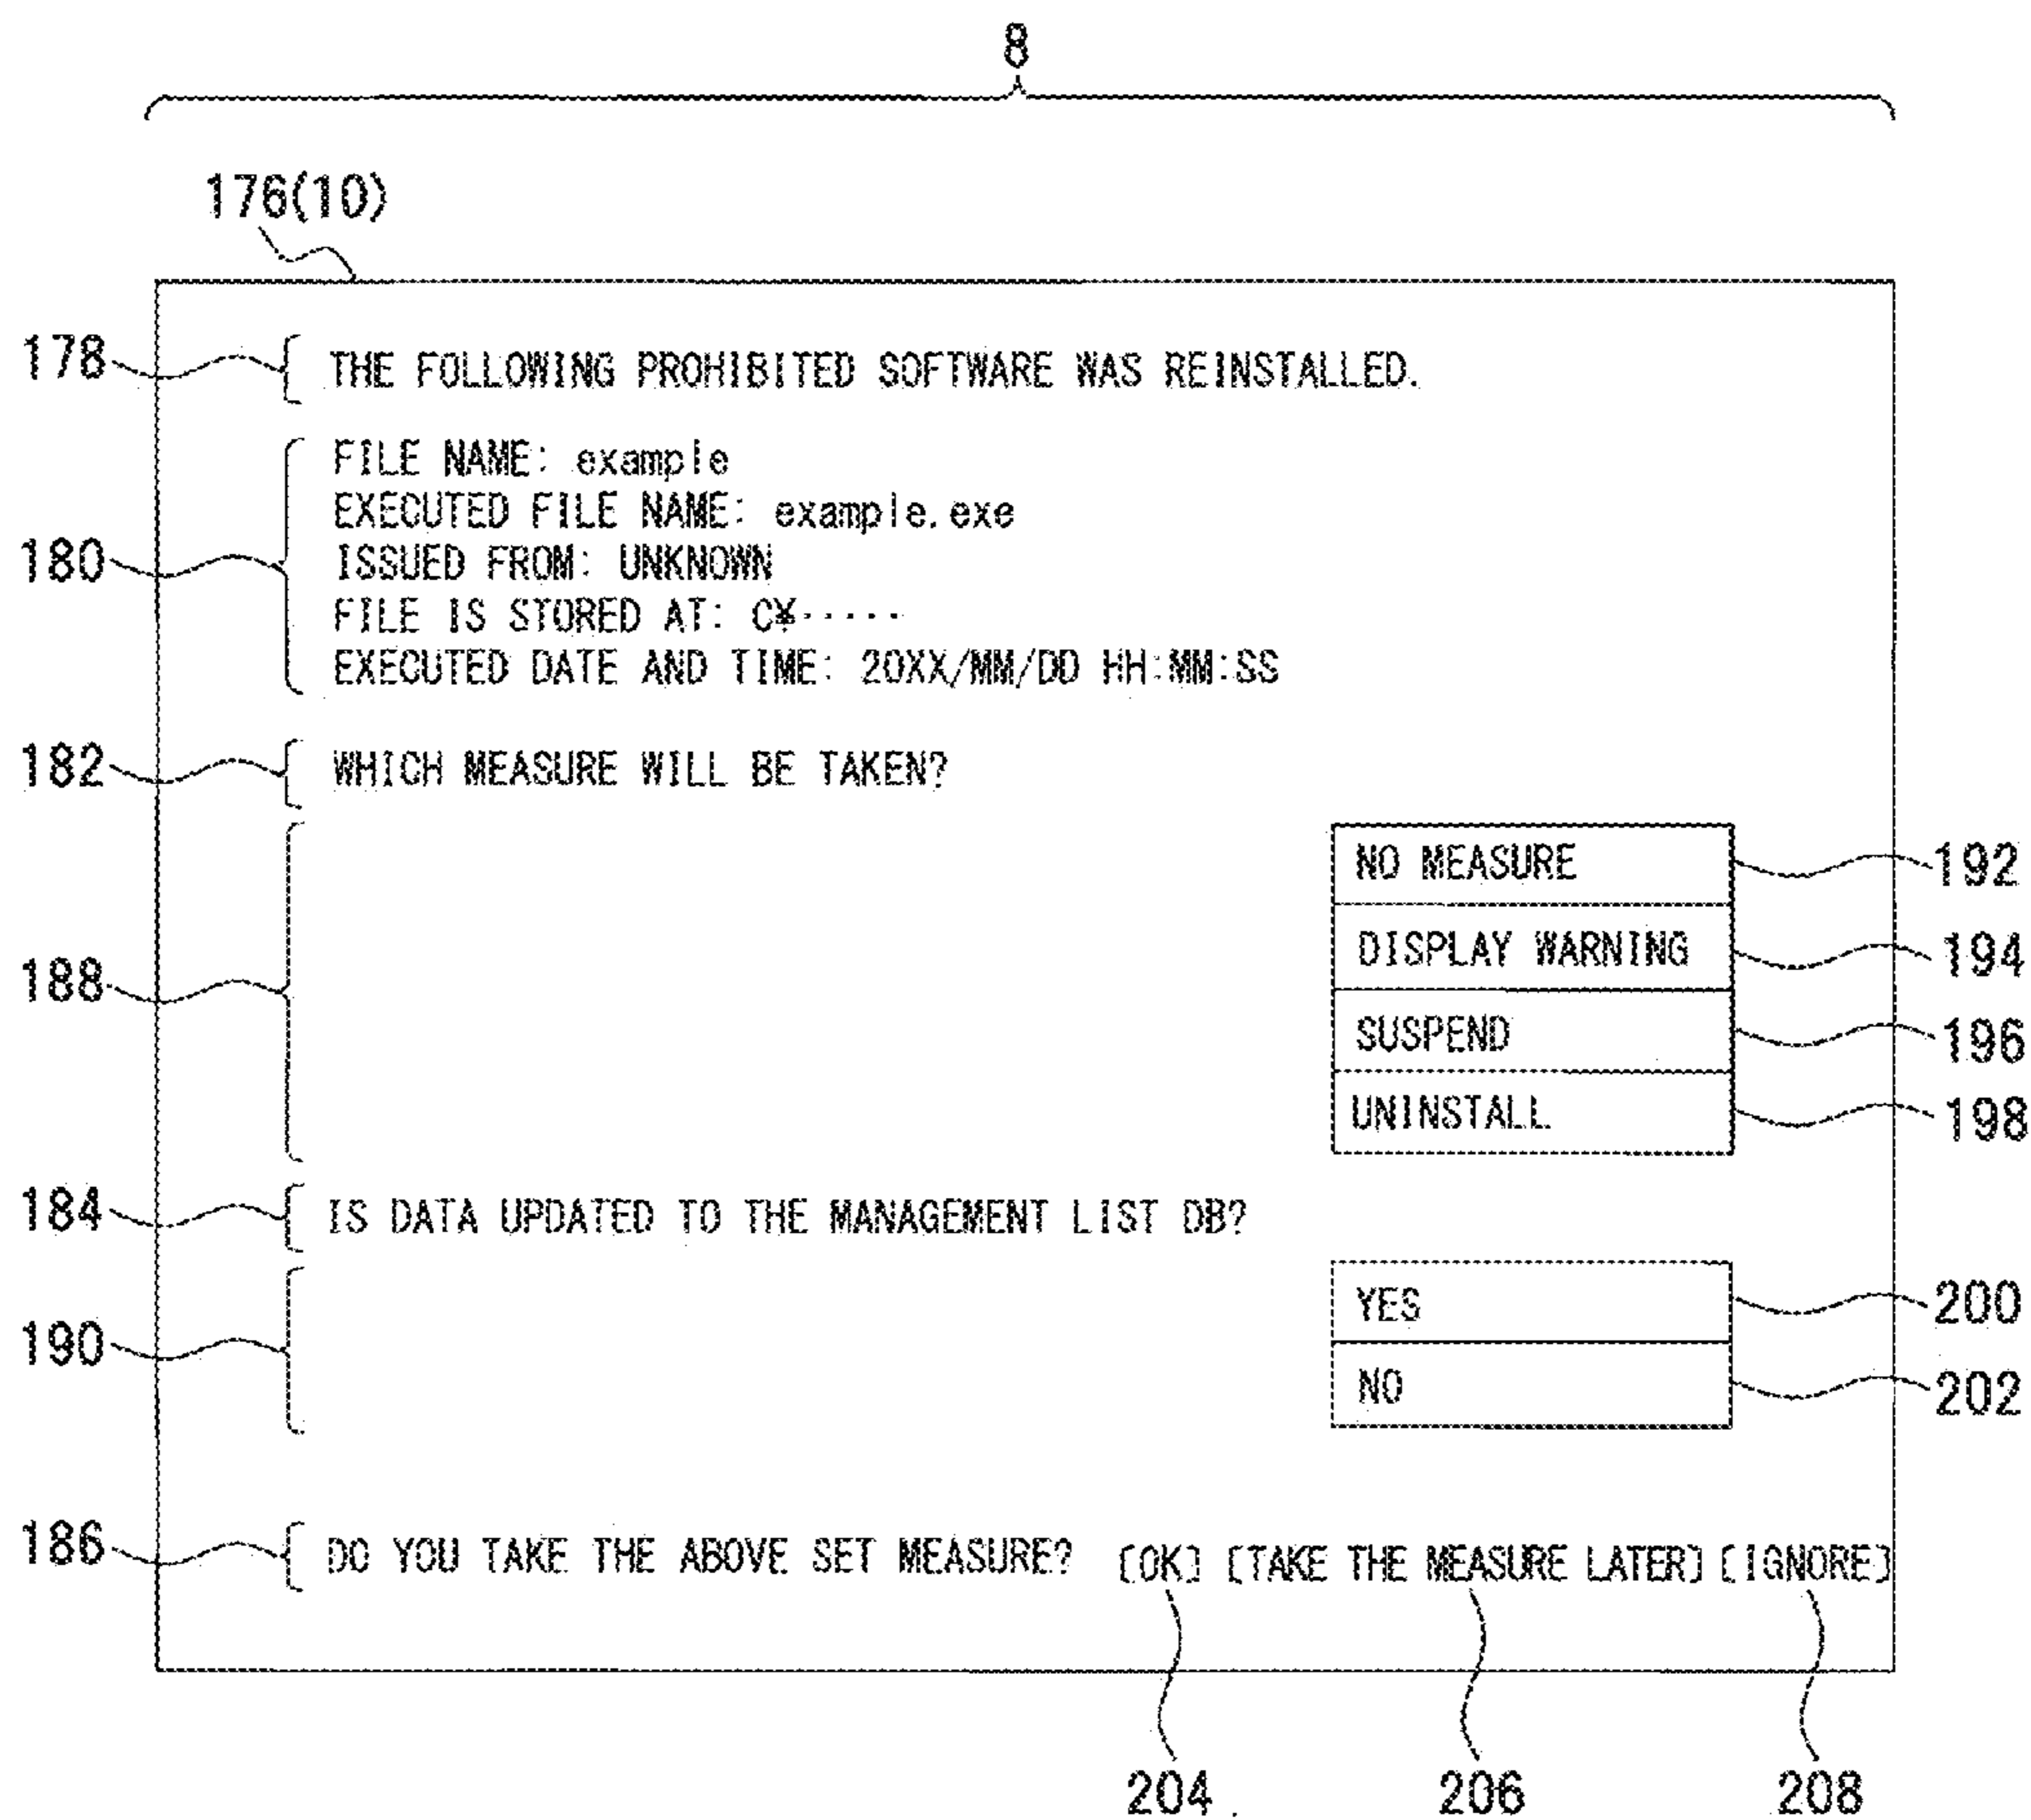 8
176(10)
178 THE FOLLOWING PROHIBITED SOFTWARE WAS REINSTALLED.
FILE NAME: example
EXECUTED FILE NAME: example.exe
180 ISSUED FROM: UNKNOWN
FILE IS STORED AT: C¥·····
EXECUTED DATE AND TIME: 20XX/MM/DD HH:MM:SS
182 WHICH MEASURE WILL BE TAKEN?
NO MEASURE 192
DISPLAY WARNING 194
188
SUSPEND 196
UNINSTALL 198
184 IS DATA UPDATED TO THE MANAGEMENT LIST DB?
YES 200
190
NO 202
186 DO YOU TAKE THE ABOVE SET MEASURE? [OK] [TAKE THE MEASURE LATER] [IGNORE]
204 206 208